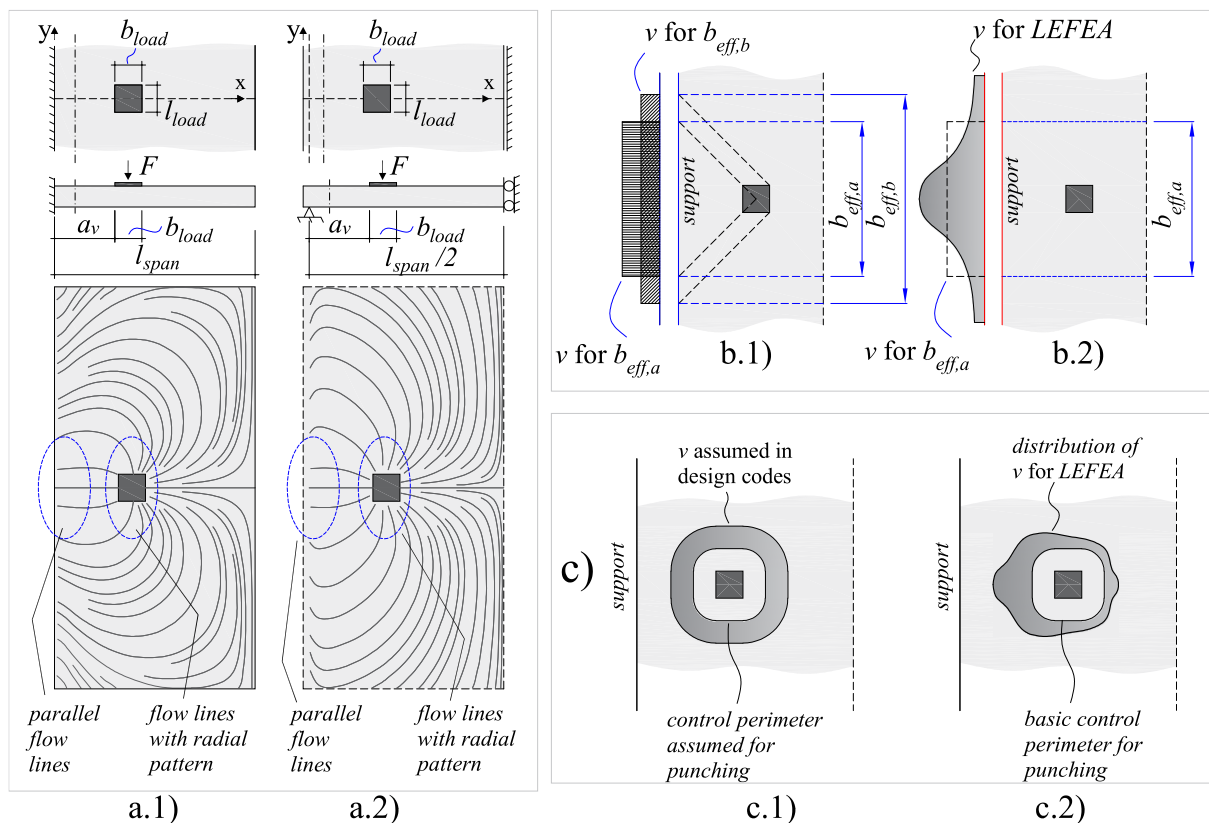 y
b_load
x
l_load
F
a_v
b_load
l_span
parallel
flow
lines
flow lines
with radial
pattern
a.1)
y
b_load
x
l_load
F
a_v
b_load
l_span /2
parallel
flow
lines
flow lines
with radial
pattern
a.2)
v for b_eff,b
support
b_eff,a
b_eff,b
v for b_eff,a
b.1)
v for LEFEA
support
b_eff,a
v for b_eff,a
b.2)
c)
v assumed in
design codes
support
control perimeter
assumed for
punching
c.1)
distribution of
v for LEFEA
support
basic control
perimeter for
punching
c.2)